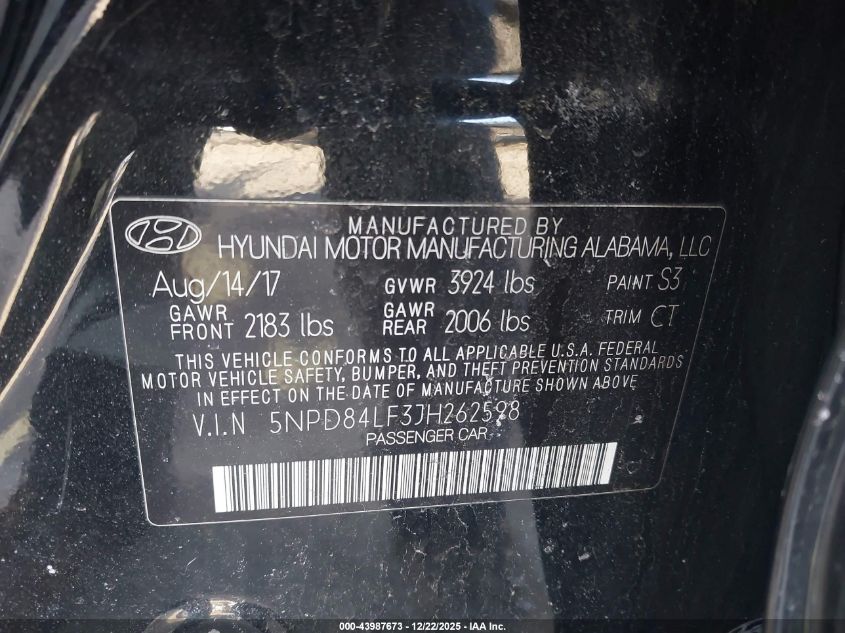 MANUFACTURED BY
HYUNDAI MOTOR MANUFACTURING ALABAMA, LLC
Aug/14/17 GVWR 3924 lbs PAINT S3
GAWR FRONT 2183 lbs GAWR REAR 2006 lbs TRIM CT
THIS VEHICLE CONFORMS TO ALL APPLICABLE U.S.A. FEDERAL
MOTOR VEHICLE SAFETY, BUMPER, AND THEFT PREVENTION STANDARDS
IN EFFECT ON THE DATE OF MANUFACTURE SHOWN ABOVE
V.I.N 5NPD84LF3JH262598
PASSENGER CAR
000-43987673 - 12/22/2025 - IAA Inc.